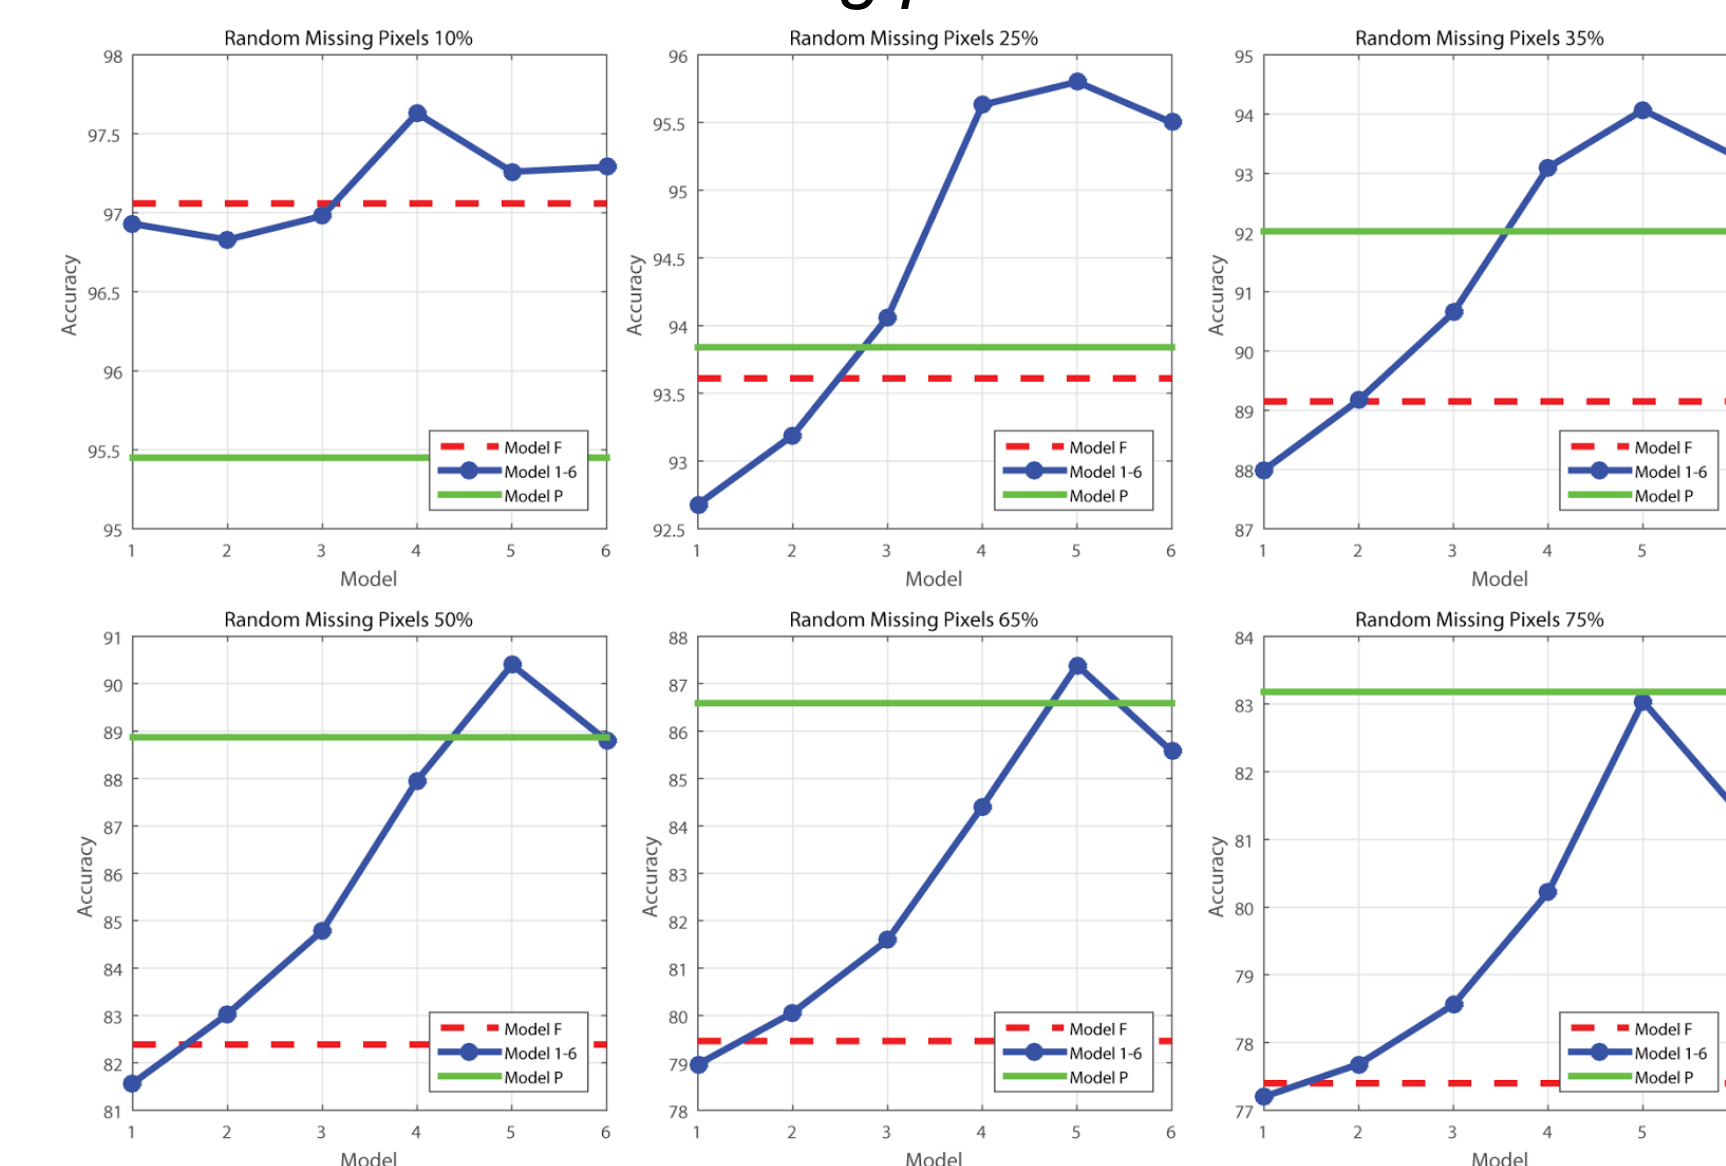 Random Missing Pixels 10%
98
97.5
97
96.5
96
95.5
95
Accuracy
1 2 3 4 5 6
Model
Model F
Model 1-6
Model P
Random Missing Pixels 25%
96
95.5
95
94.5
94
93.5
93
92.5
Accuracy
1 2 3 4 5 6
Model
Model F
Model 1-6
Model P
Random Missing Pixels 35%
95
94
93
92
91
90
89
88
87
Accuracy
1 2 3 4 5
Model
Model F
Model 1-6
Model P
Random Missing Pixels 50%
91
90
89
88
87
86
85
84
83
82
81
Accuracy
1 2 3 4 5 6
Model
Model F
Model 1-6
Model P
Random Missing Pixels 65%
88
87
86
85
84
83
82
81
80
79
78
Accuracy
1 2 3 4 5 6
Model
Model F
Model 1-6
Model P
Random Missing Pixels 75%
84
83
82
81
80
79
78
77
Accuracy
1 2 3 4 5
Model
Model F
Model 1-6
Model P